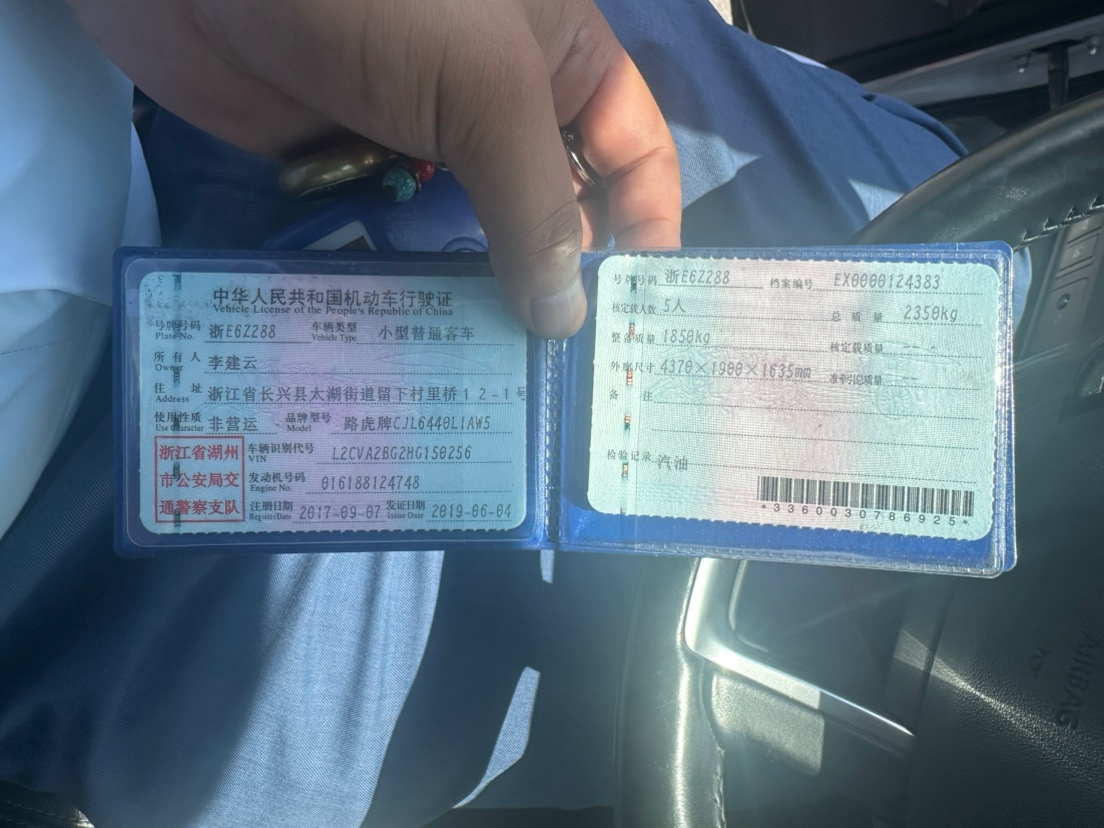 中华人民共和国机动车行驶证
Vehicle License of the People's Republic of China
号牌号码 浙E6Z288 车辆类型 小型普通客车
Plate No. Vehicle Type
所有人 李建云
Owner
住址 浙江省长兴县太湖街道留下村里桥12-1号
Address
使用性质 非营运 品牌型号 路虎牌CJL6440L1AW5
Use Character Model
浙江省湖州
市公安局交
通警察支队
车辆识别代号 L2CVA2BG2HG150256
VIN
发动机号码 016188124748
Engine No.
注册日期 2017-09-07 发证日期 2019-06-04
Register Date Issue Date
号牌号码 浙E6Z288 档案编号 EX0000124383
核定载人数 5人 总质量 2350kg
整备质量 1850kg 核定载质量 --
外廓尺寸 4370×1900×1635mm 准牵引总质量 --
备注
检验记录 汽油
*3360030786925*
AIRBAG